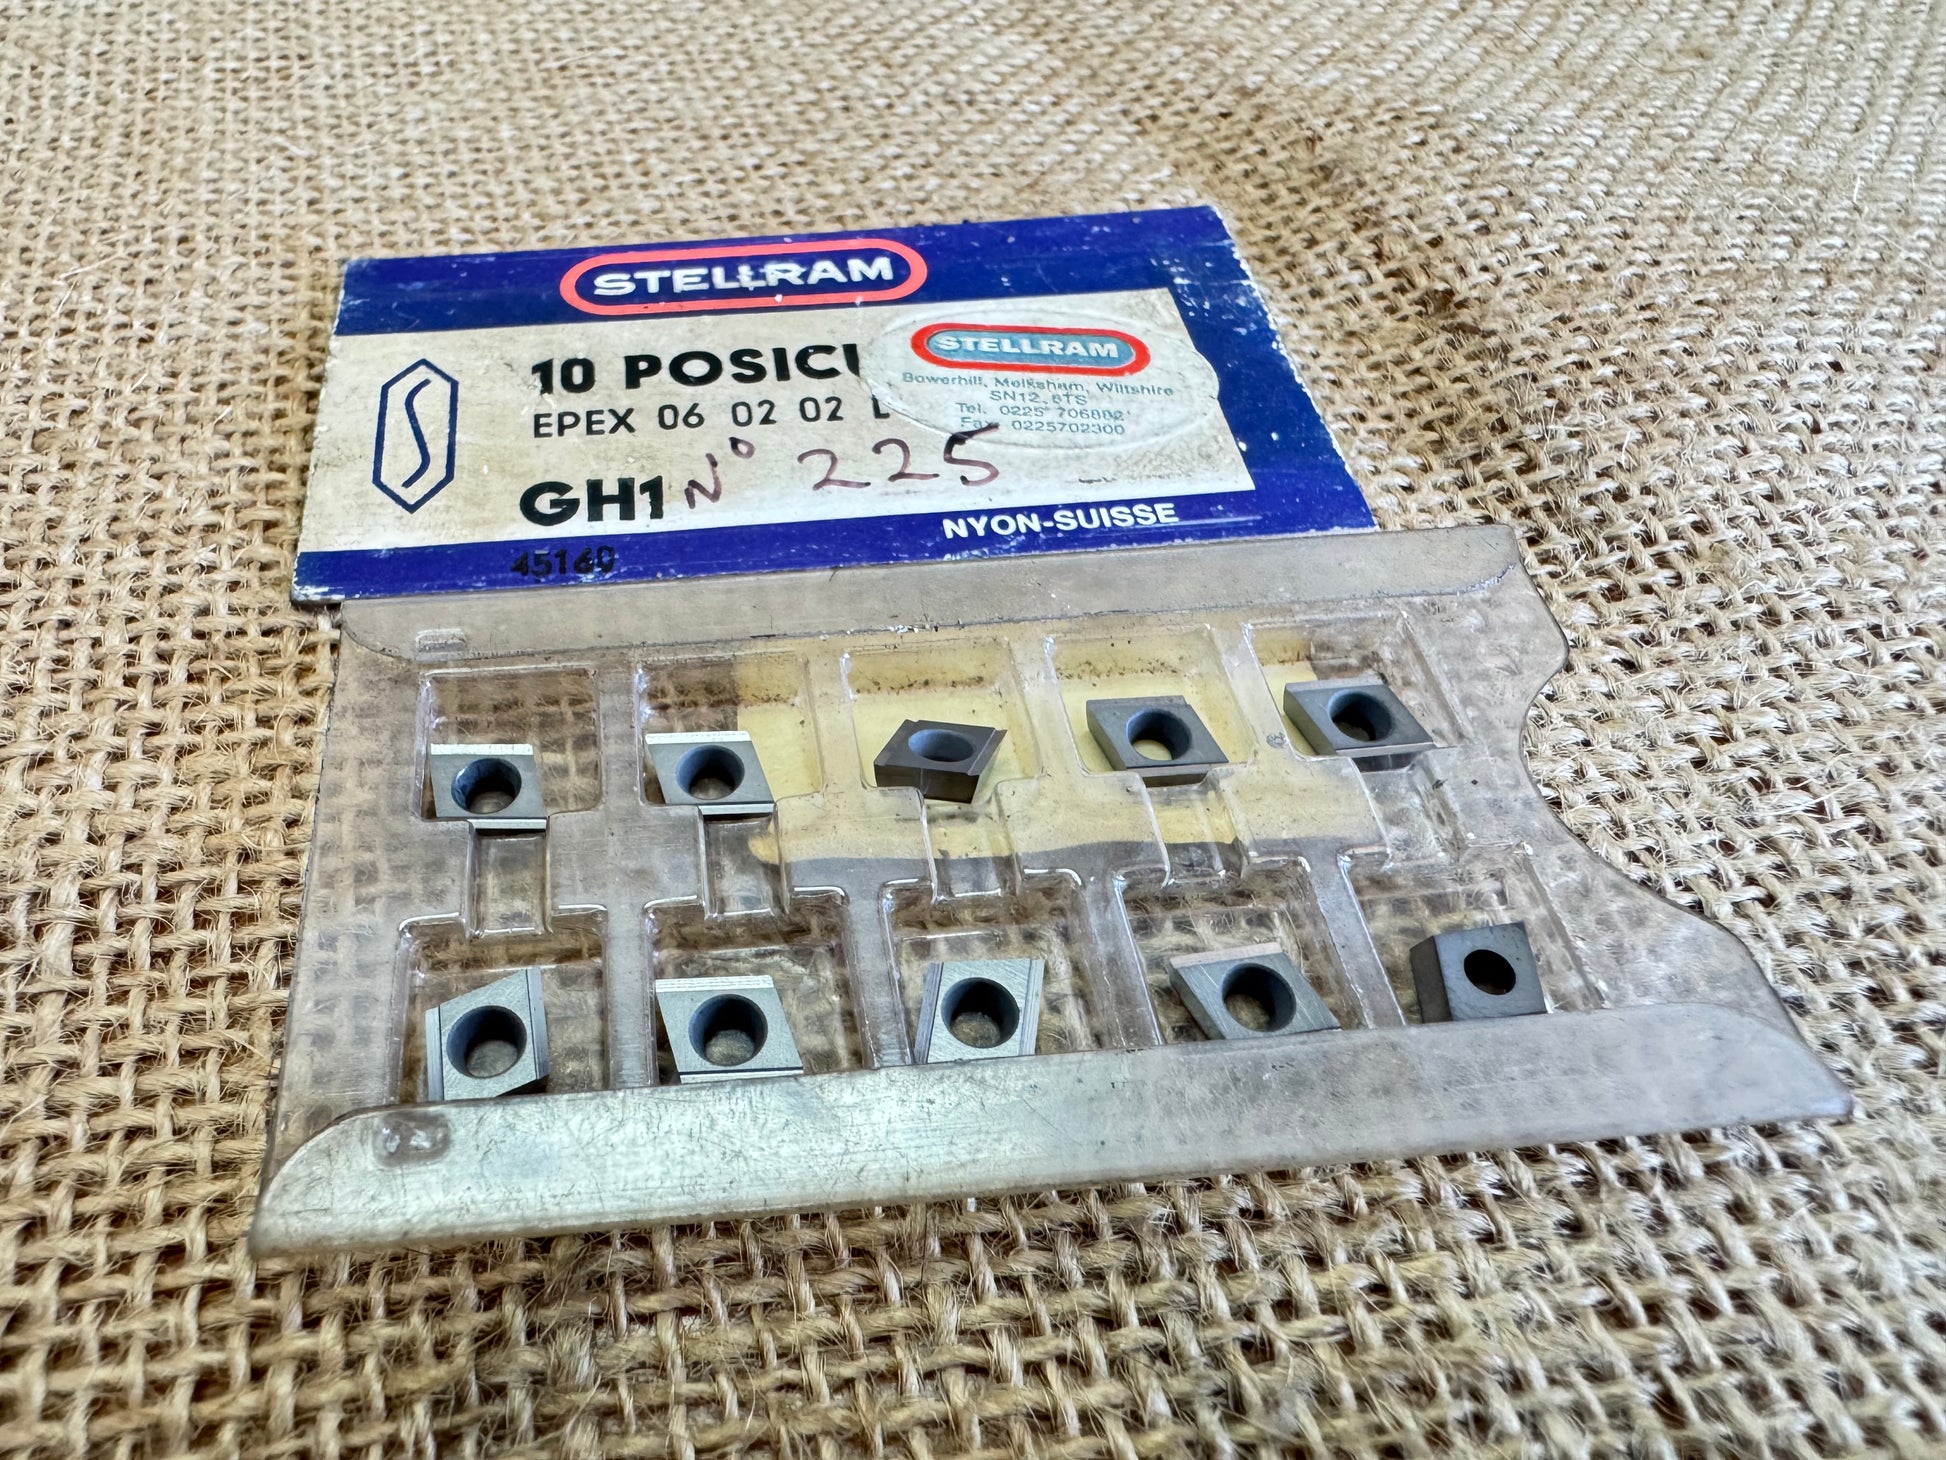 STELLRAM
10 POSICU
EPEX 06 02 02 L
GH1 N° 225
STELLRAM
Bowerhill, Melksham, Wiltshire
SN12 6TS
Tel. 0225 706882
Fax 0225702300
NYON-SUISSE
45160